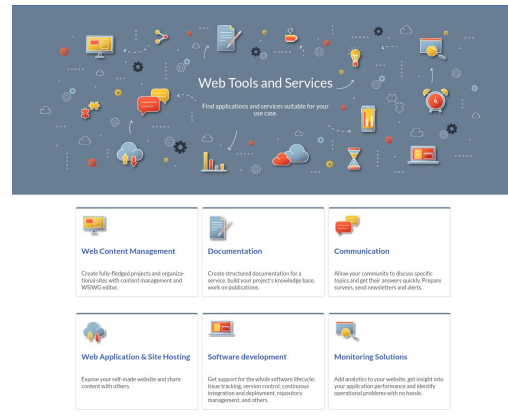 Web Tools and Services
Find applications and services suitable for your
use case.
Web Content Management
Create fully-fledged projects and organiza-
tional sites with content management and
WSIWG editor.
Documentation
Create structured documentation for a
service, build your project's knowledge base,
work on publications.
Communication
Allow your community to discuss specific
topics and get their answers quickly. Prepare
surveys, send newsletters and alerts.
Web Application & Site Hosting
Expose your self-made website and share
content with others.
Software development
Get support for the whole software lifecycle:
issue tracking, version control, continuous
integration and deployment, repository
management, and others.
Monitoring Solutions
Add analytics to your website, get insight into
your application performance and identify
operational problems with no hassle.